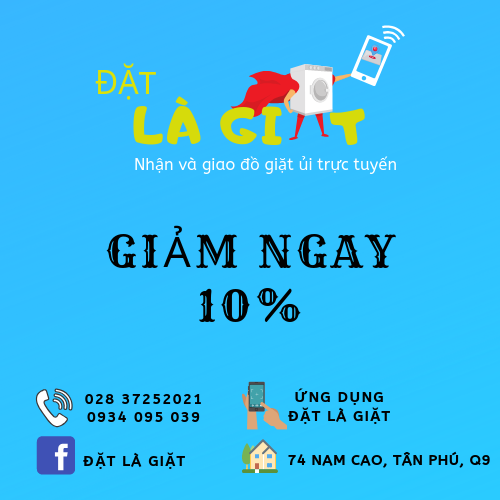 ĐẶT
LÀ GIẶT
Nhận và giao đồ giặt ủi trực tuyến
GIẢM NGAY
10%
028 37252021
0934 095 039
ỨNG DỤNG
ĐẶT LÀ GIẶT
f
ĐẶT LÀ GIẶT
74 NAM CAO, TÂN PHÚ, Q9